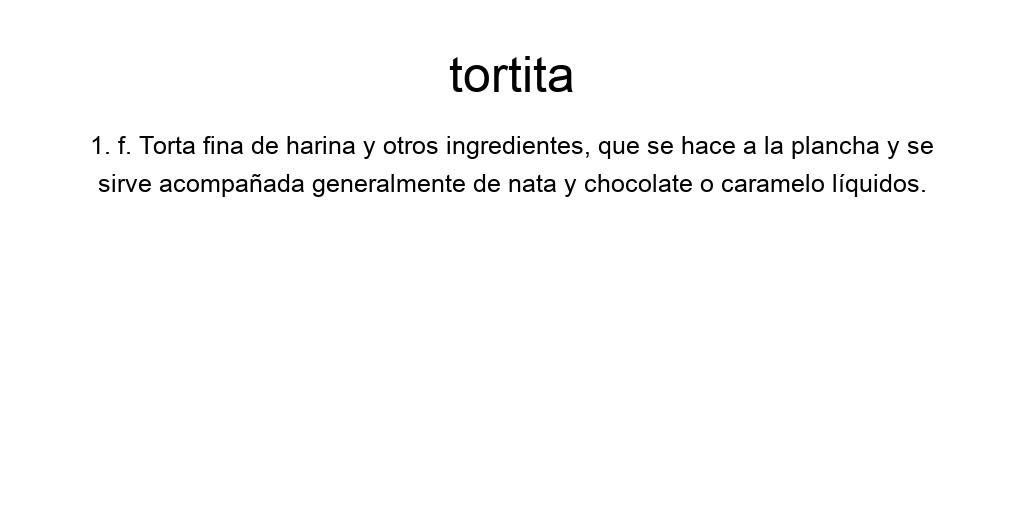 tortita
1. f. Torta fina de harina y otros ingredientes, que se hace a la plancha y se
sirve acompañada generalmente de nata y chocolate o caramelo líquidos.